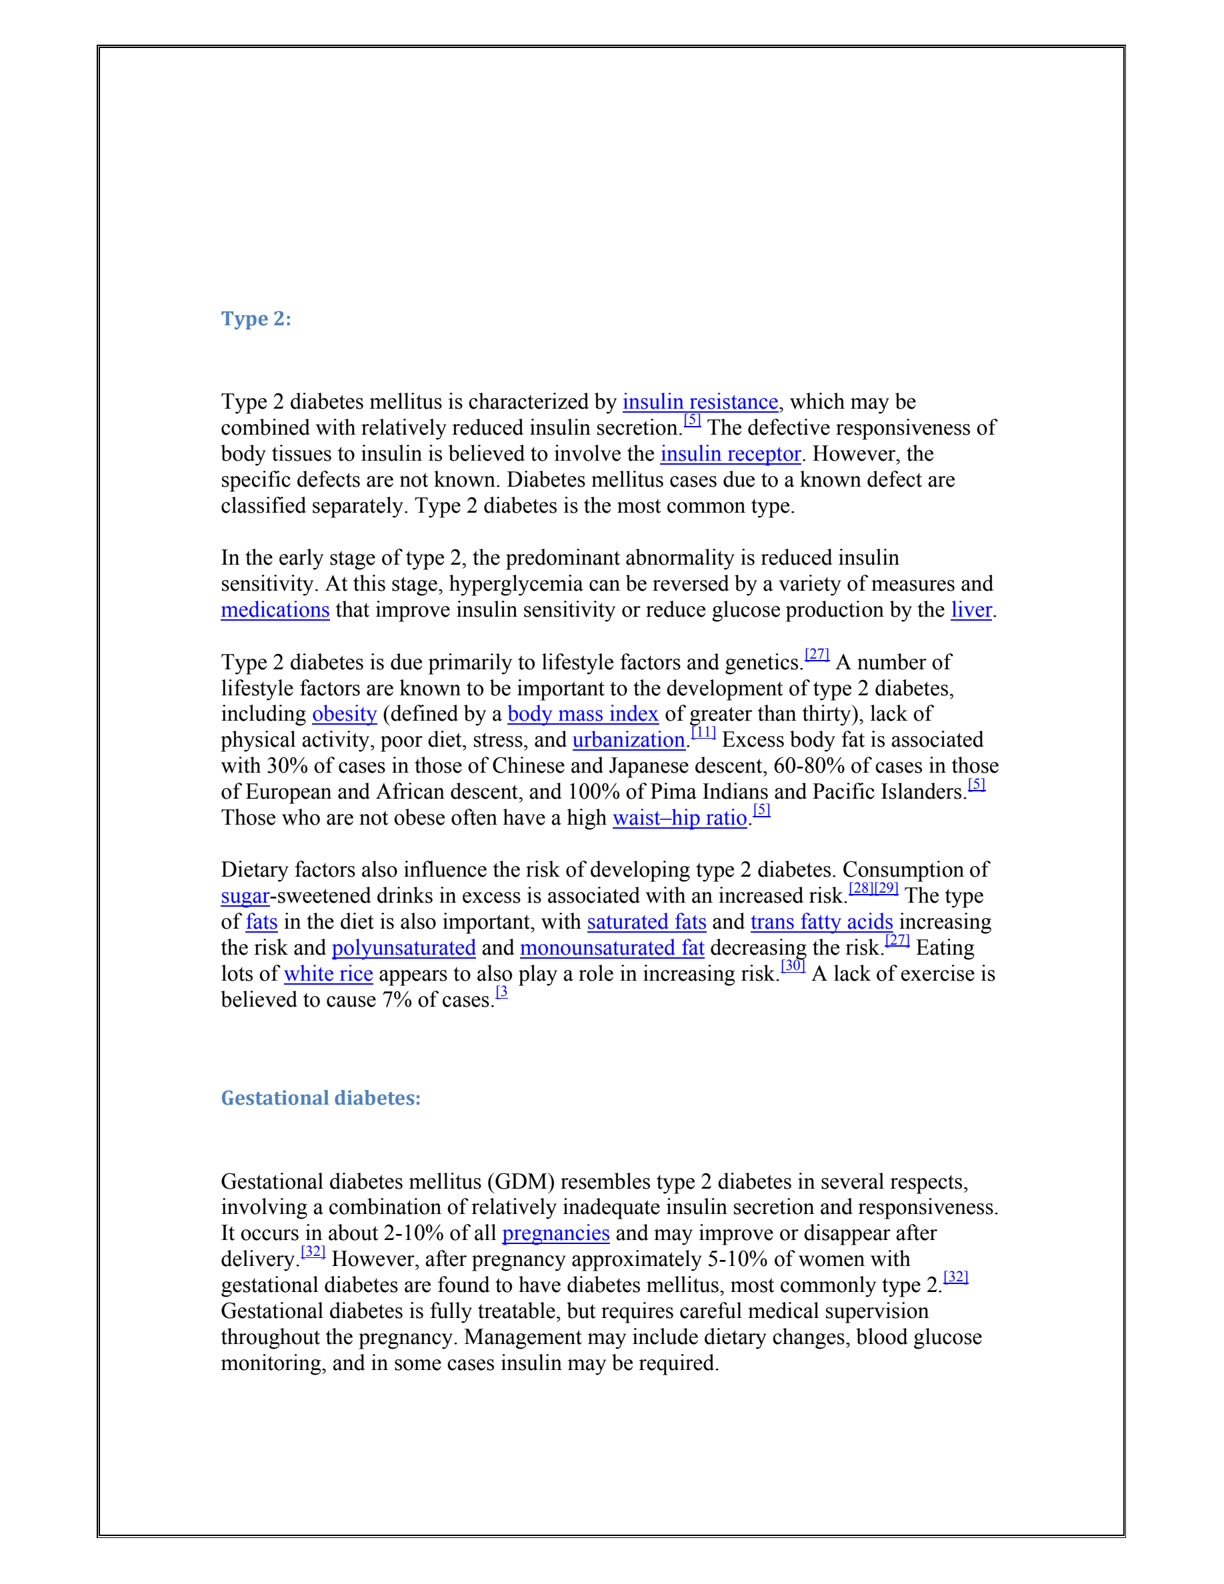 Type 2:
Type 2 diabetes mellitus is characterized by insulin resistance, which may be
combined with relatively reduced insulin secretion.[5] The defective responsiveness of
body tissues to insulin is believed to involve the insulin receptor. However, the
specific defects are not known. Diabetes mellitus cases due to a known defect are
classified separately. Type 2 diabetes is the most common type.
In the early stage of type 2, the predominant abnormality is reduced insulin
sensitivity. At this stage, hyperglycemia can be reversed by a variety of measures and
medications that improve insulin sensitivity or reduce glucose production by the liver.
Type 2 diabetes is due primarily to lifestyle factors and genetics.[27] A number of
lifestyle factors are known to be important to the development of type 2 diabetes,
including obesity (defined by a body mass index of greater than thirty), lack of
physical activity, poor diet, stress, and urbanization.[11] Excess body fat is associated
with 30% of cases in those of Chinese and Japanese descent, 60-80% of cases in those
of European and African descent, and 100% of Pima Indians and Pacific Islanders.[5]
Those who are not obese often have a high waist–hip ratio.[5]
Dietary factors also influence the risk of developing type 2 diabetes. Consumption of
sugar-sweetened drinks in excess is associated with an increased risk.[28][29] The type
of fats in the diet is also important, with saturated fats and trans fatty acids increasing
the risk and polyunsaturated and monounsaturated fat decreasing the risk.[27] Eating
lots of white rice appears to also play a role in increasing risk.[30] A lack of exercise is
believed to cause 7% of cases.[3
Gestational diabetes:
Gestational diabetes mellitus (GDM) resembles type 2 diabetes in several respects,
involving a combination of relatively inadequate insulin secretion and responsiveness.
It occurs in about 2-10% of all pregnancies and may improve or disappear after
delivery.[32] However, after pregnancy approximately 5-10% of women with
gestational diabetes are found to have diabetes mellitus, most commonly type 2.[32]
Gestational diabetes is fully treatable, but requires careful medical supervision
throughout the pregnancy. Management may include dietary changes, blood glucose
monitoring, and in some cases insulin may be required.